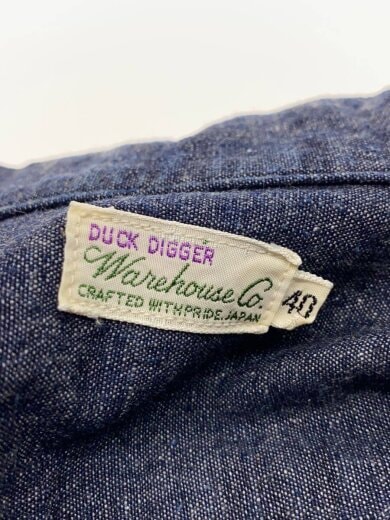 DUCK DIGGER
Warehouse Co.
CRAFTED WITH PRIDE, JAPAN
40